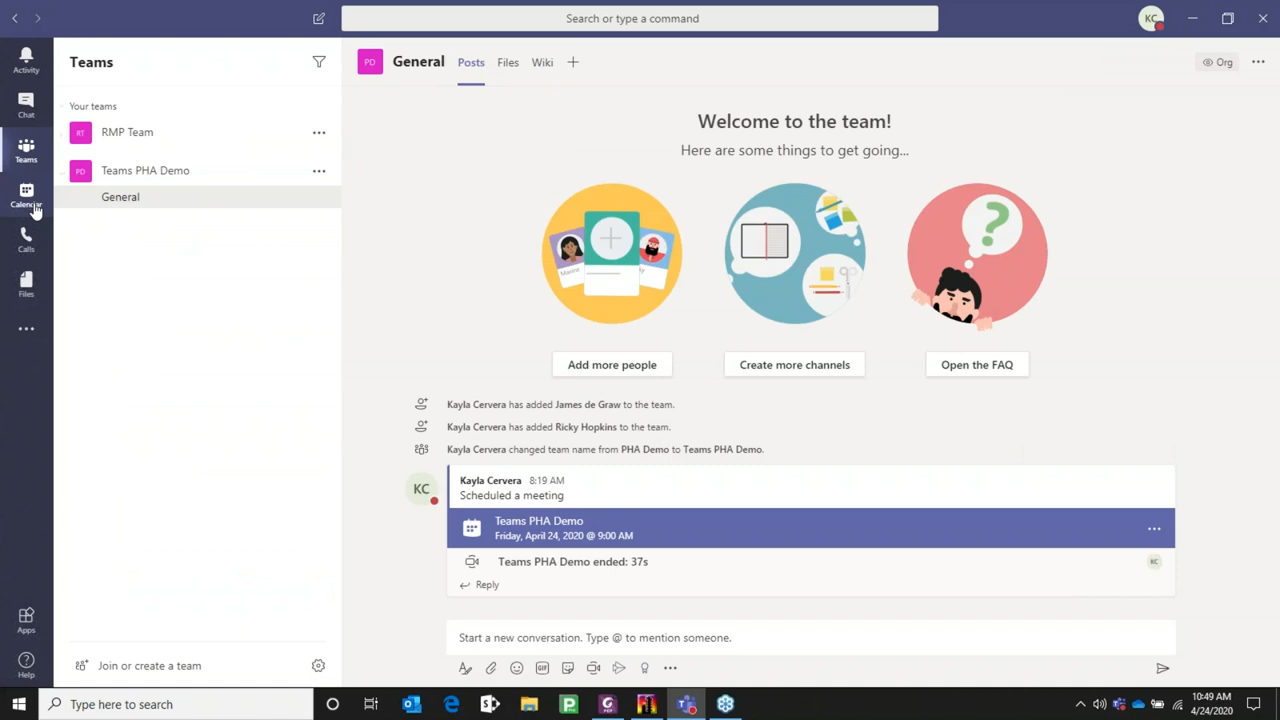 Search or type a command
KC
Activity
Chat
Teams
Calendar
Calls
Files
Apps
Help
Teams
Your teams
RT
RMP Team
PD
Teams PHA Demo
General
Join or create a team
PD
General
Posts
Files
Wiki
Org
Welcome to the team!
Here are some things to get going...
Maxine
Add more people
Create more channels
Open the FAQ
Kayla Cervera has added James de Graw to the team.
Kayla Cervera has added Ricky Hopkins to the team.
Kayla Cervera changed team name from PHA Demo to Teams PHA Demo.
KC
Kayla Cervera 8:19 AM
Scheduled a meeting
Teams PHA Demo
Friday, April 24, 2020 @ 9:00 AM
Teams PHA Demo ended: 37s
KC
Reply
Start a new conversation. Type @ to mention someone.
GIF
Type here to search
10:49 AM
4/24/2020